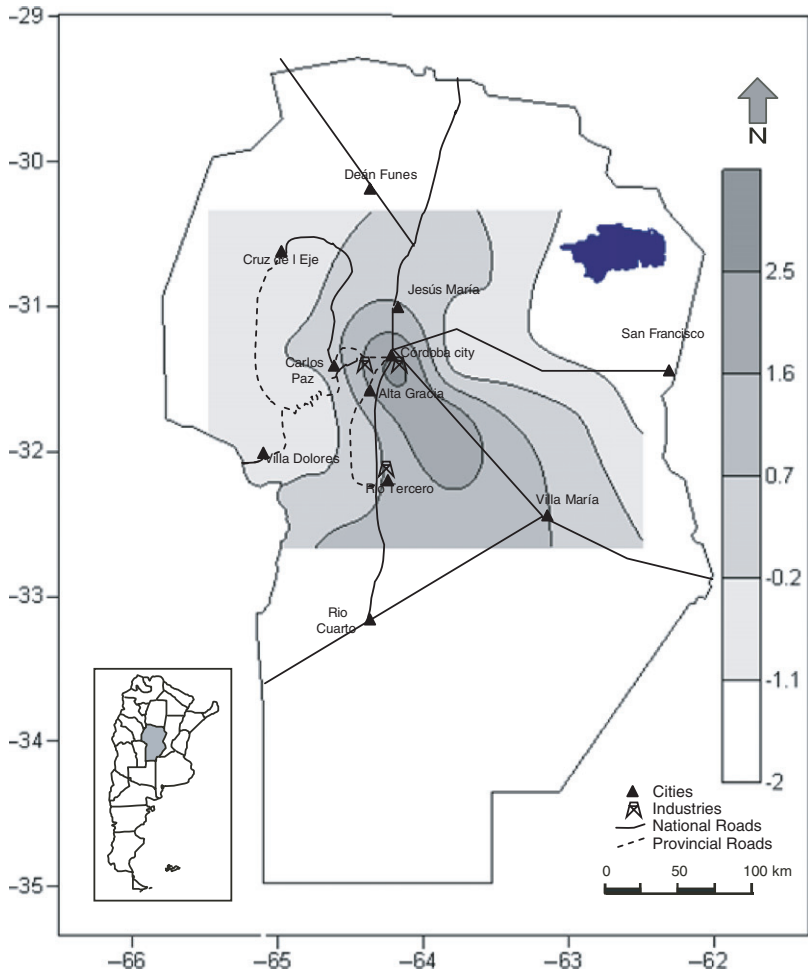 −29
−30
−31
−32
−33
−34
−35
−66
−65
−64
−63
−62
N
Deán Funes
Cruz de l Eje
Jesús María
San Francisco
Córdoba city
Carlos
Paz
Alta Gracia
Villa Dolores
Río Tercero
Villa María
Rio
Cuarto
2.5
1.6
0.7
-0.2
-1.1
-2
Cities
Industries
National Roads
Provincial Roads
0 50 100 km